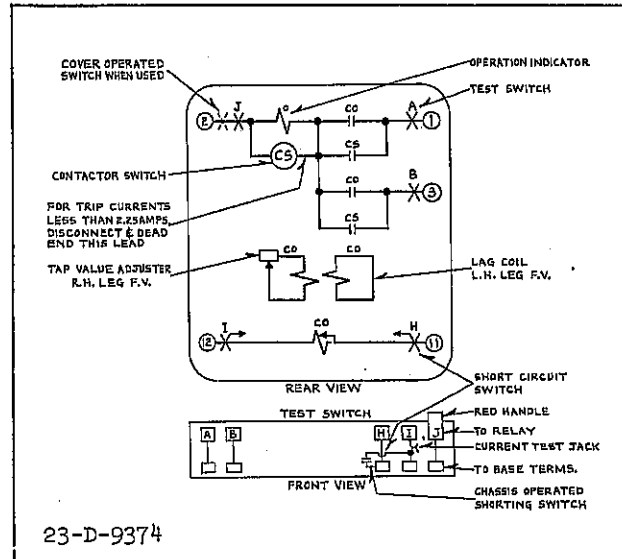 COVER OPERATED
SWITCH WHEN USED
OPERATION INDICATOR
TEST SWITCH
J
O
CO
A
2
1
CS
CS
CONTACTOR SWITCH
CO
B
3
FOR TRIP CURRENTS
LESS THAN 2.25AMPS.
DISCONNECT & DEAD
END THIS LEAD
CS
TAP VALUE ADJUSTER
R.H. LEG F.V.
CO
CO
LAG COIL
L.H. LEG F.V.
I
CO
H
12
11
SHORT CIRCUIT
SWITCH
REAR VIEW
TEST SWITCH
RED HANDLE
A
B
H
I
J
TO RELAY
CURRENT TEST JACK
TO BASE TERMS.
FRONT VIEW
CHASSIS OPERATED
SHORTING SWITCH
23-D-9374